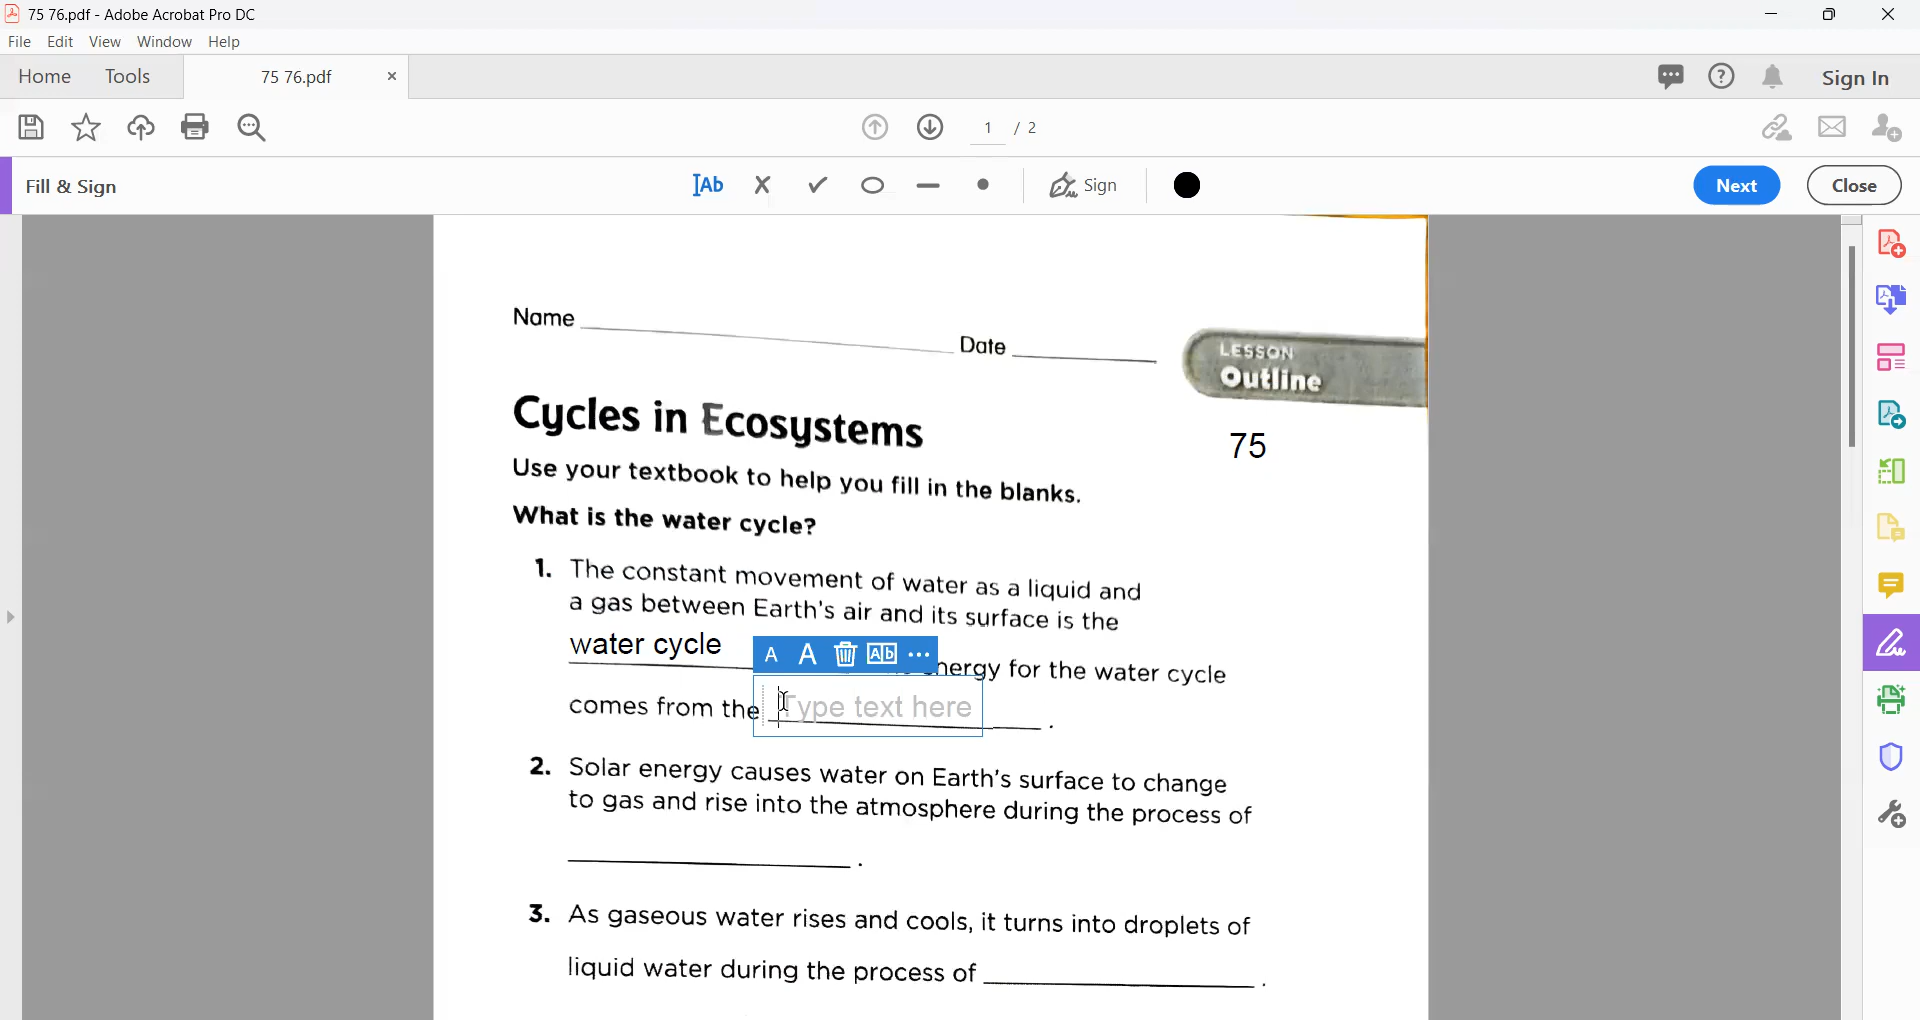 75 76.pdf - Adobe Acrobat Pro DC
File Edit View Window Help
Home Tools 75 76.pdf × Sign In
1 / 2
Fill & Sign Ab Sign Next Close
Name Date
LESSON
Outline
Cycles in Ecosystems
75
Use your textbook to help you fill in the blanks.
What is the water cycle?
1. The constant movement of water as a liquid and
a gas between Earth's air and its surface is the
water cycle A A Ab nergy for the water cycle
comes from the Type text here .
2. Solar energy causes water on Earth's surface to change
to gas and rise into the atmosphere during the process of
.
3. As gaseous water rises and cools, it turns into droplets of
liquid water during the process of .